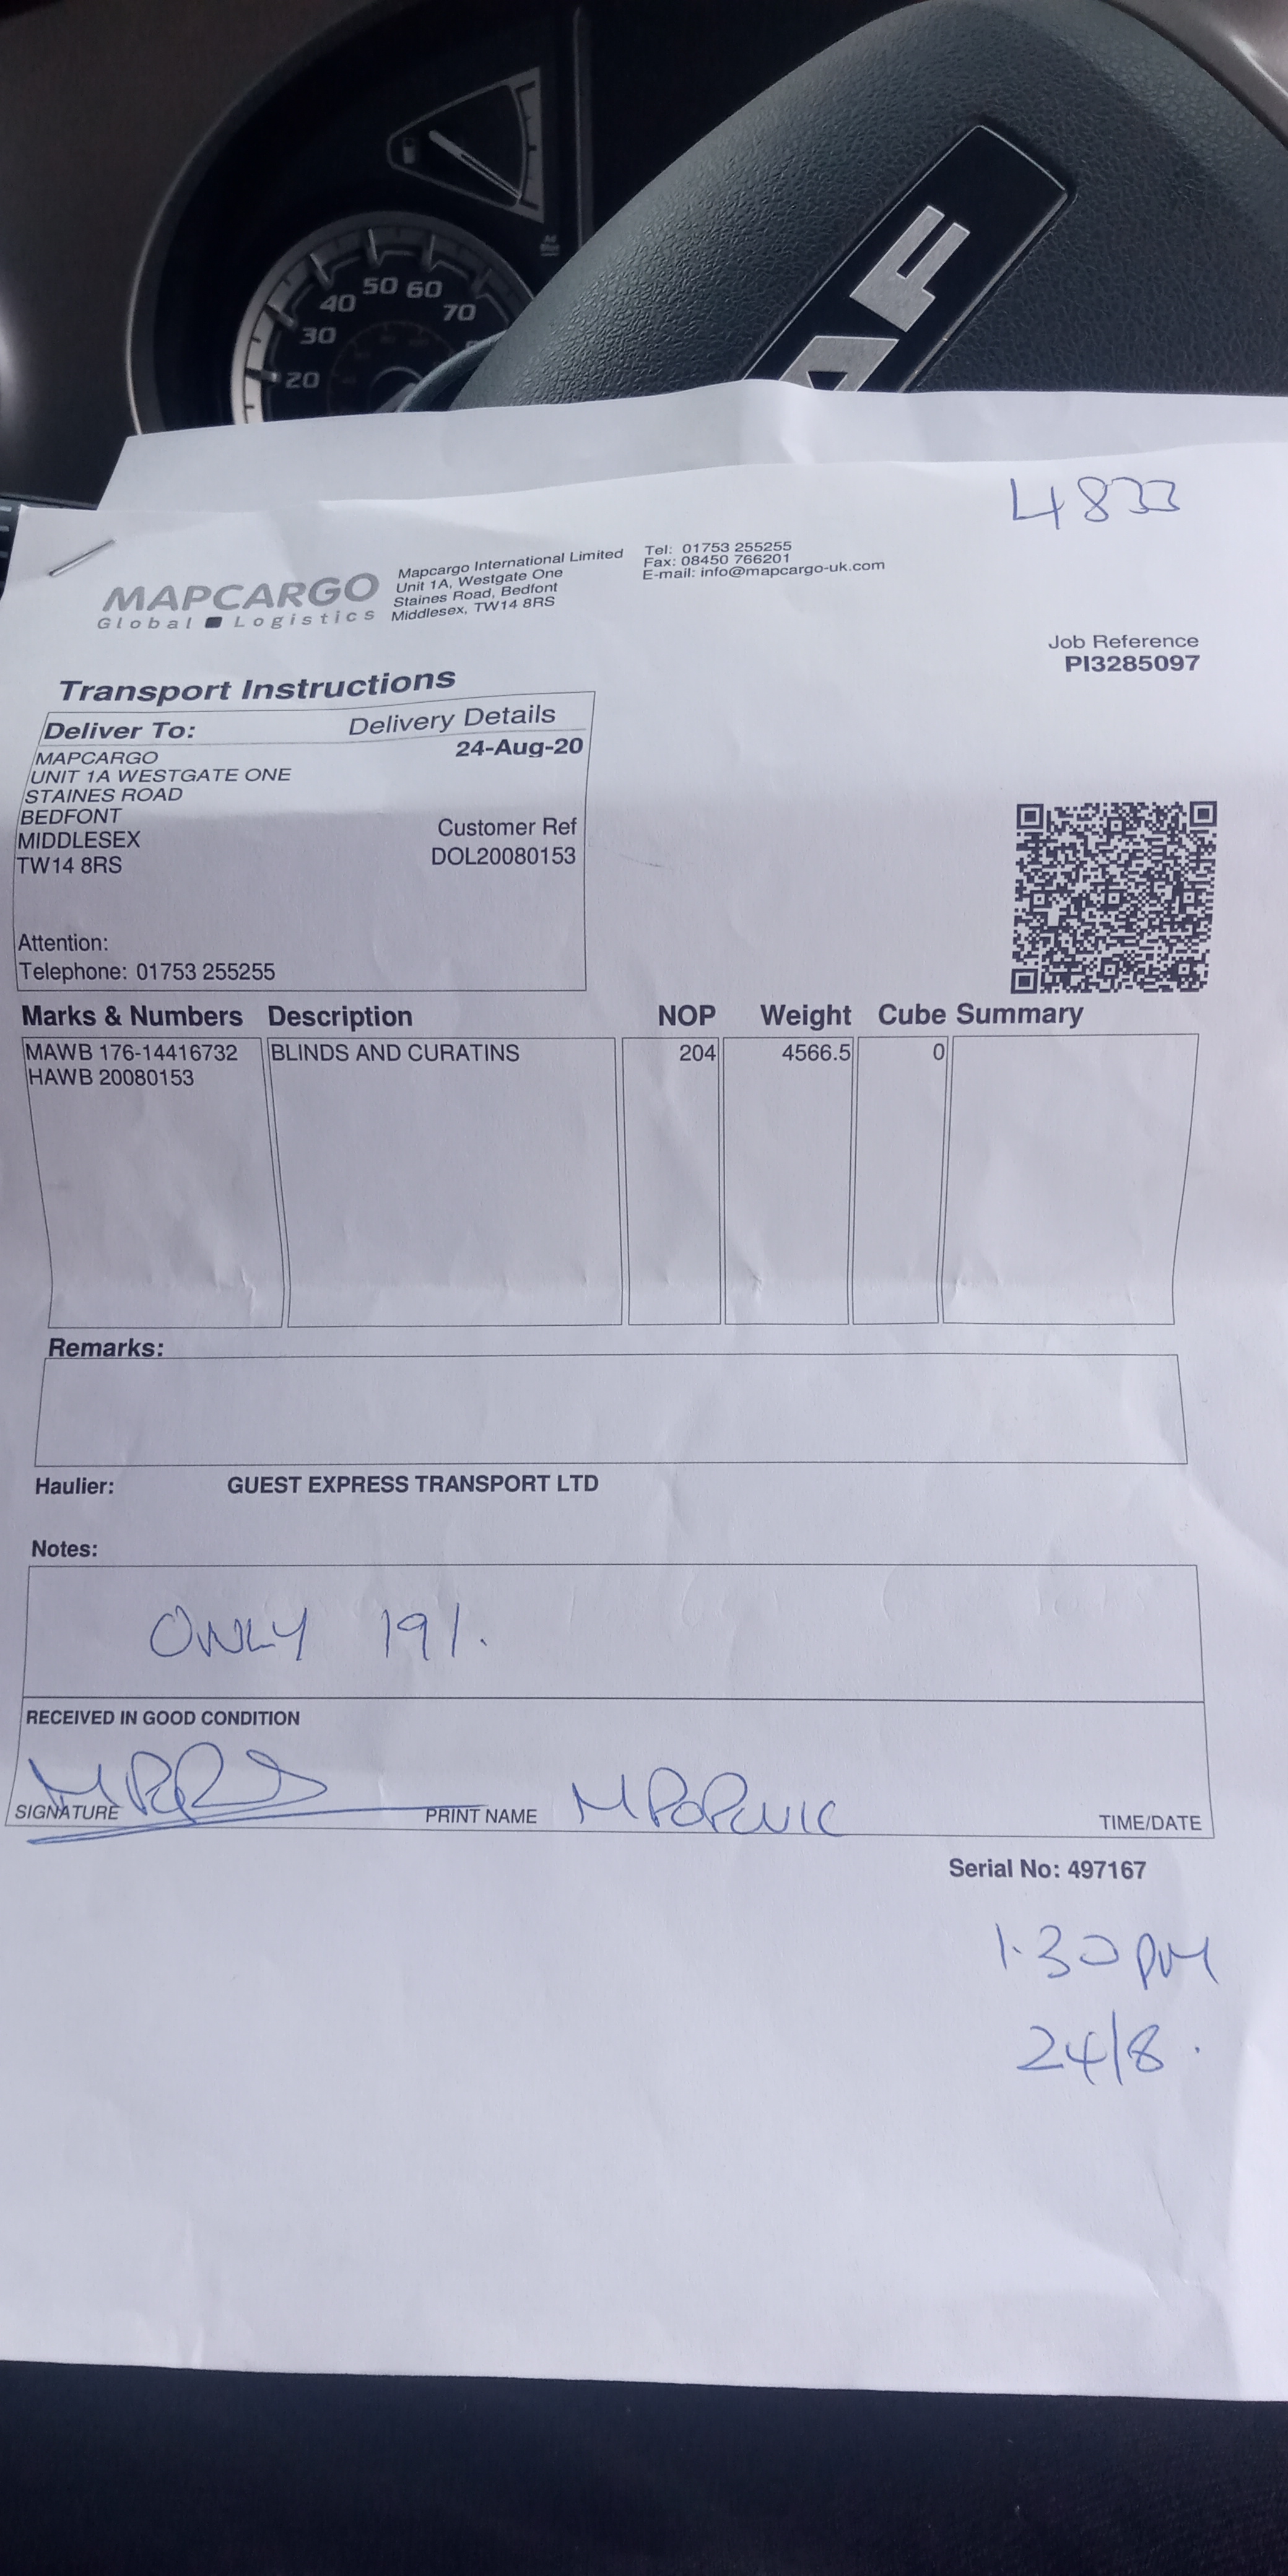 50 60
40 70
30
20
AF
L4833
MAPCARGO
Global Logistics
Mapcargo International Limited
Unit 1A, Westgate One
Staines Road, Bedfont
Middlesex, TW14 8RS
Tel: 01753 255255
Fax: 08450 766201
E-mail: info@mapcargo-uk.com
Job Reference
PI3285097
Transport Instructions
Deliver To: Delivery Details
24-Aug-20
MAPCARGO
UNIT 1A WESTGATE ONE
STAINES ROAD
BEDFONT
MIDDLESEX
TW14 8RS
Customer Ref
DOL20080153
Attention:
Telephone: 01753 255255
Marks & Numbers Description NOP Weight Cube Summary
MAWB 176-14416732 BLINDS AND CURATINS 204 4566.5 0
HAWB 20080153
Remarks:
Haulier: GUEST EXPRESS TRANSPORT LTD
Notes:
ONLY 191.
RECEIVED IN GOOD CONDITION
SIGNATURE PRINT NAME TIME/DATE
Serial No: 497167
1.30 PM
24/8.